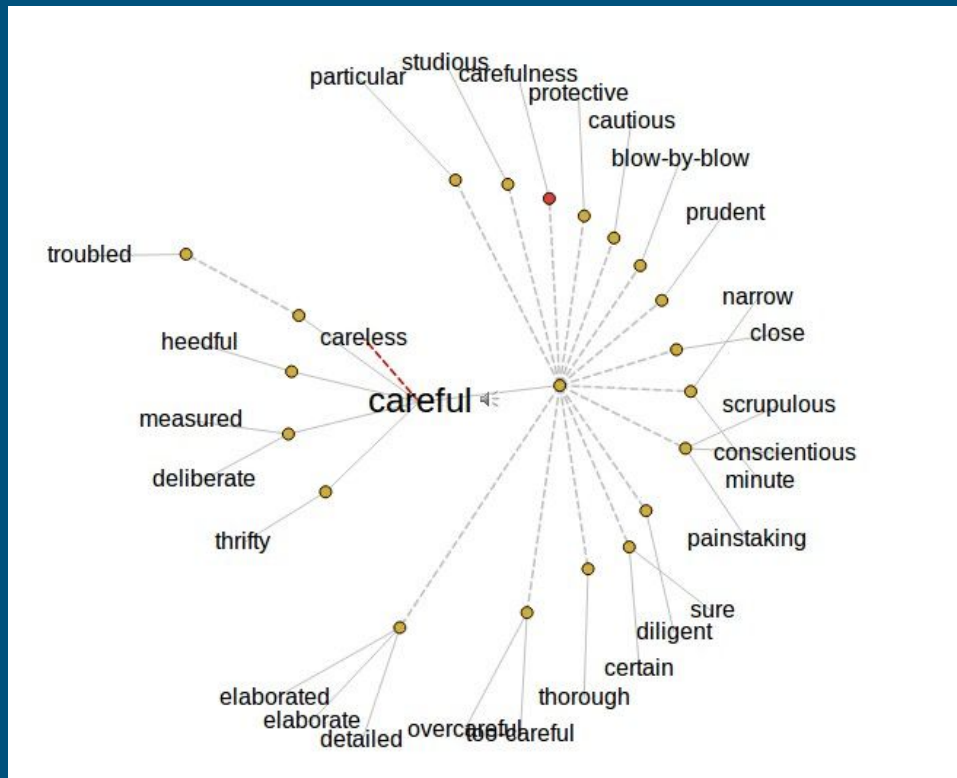 studious
particular
carefulness
protective
cautious
blow-by-blow
prudent
troubled
narrow
close
careless
heedful
careful
scrupulous
measured
conscientious
deliberate
minute
thrifty
painstaking
sure
diligent
certain
elaborated
thorough
elaborate
overcareful
too-careful
detailed